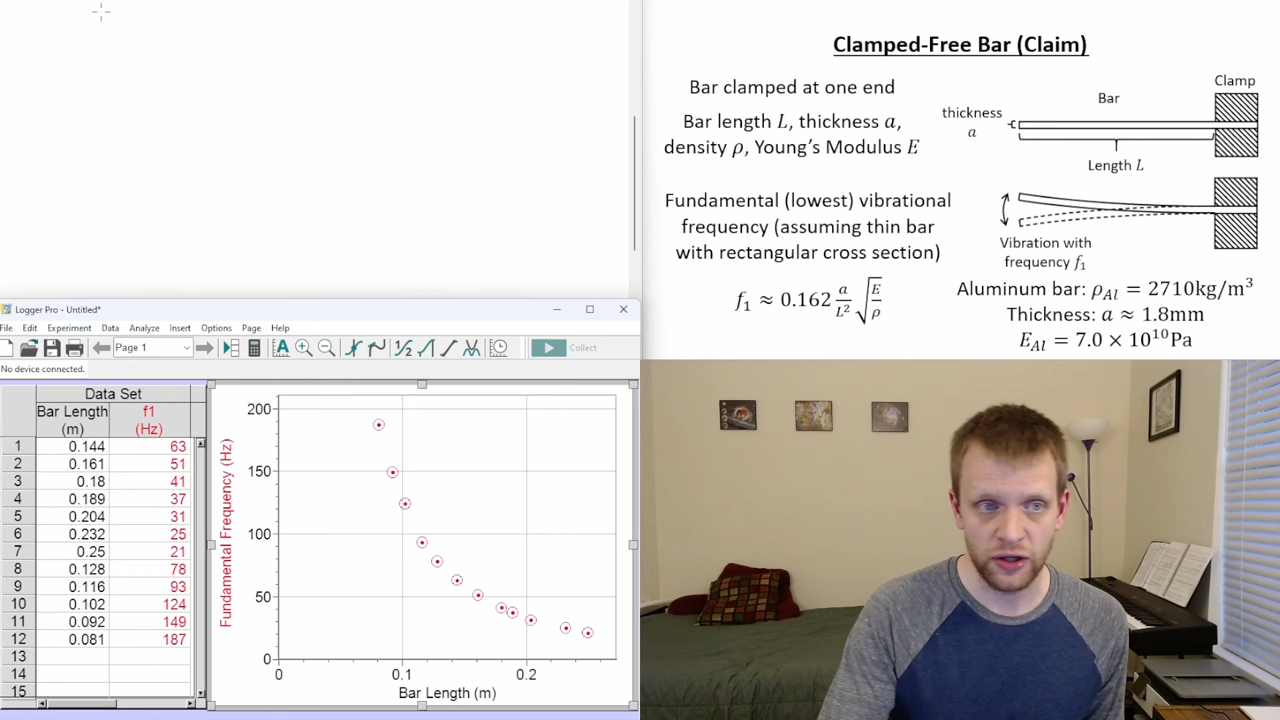 Clamped-Free Bar (Claim)
Bar clamped at one end
Bar length L, thickness a,
density ρ, Young's Modulus E
Fundamental (lowest) vibrational
frequency (assuming thin bar
with rectangular cross section)
f₁ ≈ 0.162 a/L² √(E/ρ)
Clamp
Bar
thickness
a
Length L
Vibration with
frequency f₁
Aluminum bar: ρ_Al = 2710kg/m³
Thickness: a ≈ 1.8mm
E_Al = 7.0 × 10¹⁰Pa
Logger Pro - Untitled*
File Edit Experiment Data Analyze Insert Options Page Help
Page 1
Collect
No device connected.
Data Set
Bar Length f1
(m) (Hz)
1 0.144 63
2 0.161 51
3 0.18 41
4 0.189 37
5 0.204 31
6 0.232 25
7 0.25 21
8 0.128 78
9 0.116 93
10 0.102 124
11 0.092 149
12 0.081 187
13
14
15
Fundamental Frequency (Hz)
200
150
100
50
0
0 0.1 0.2
Bar Length (m)